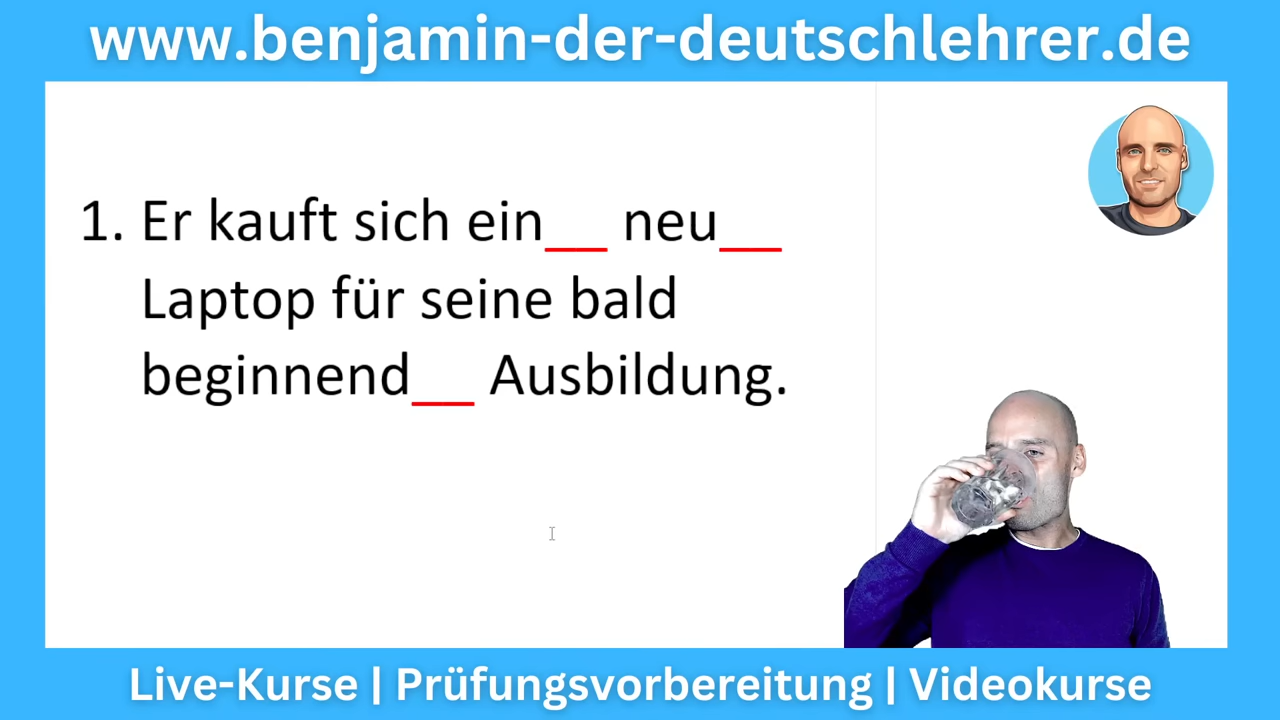 www.benjamin-der-deutschlehrer.de
1. Er kauft sich ein__ neu__
Laptop für seine bald
beginnend__ Ausbildung.
Live-Kurse | Prüfungsvorbereitung | Videokurse